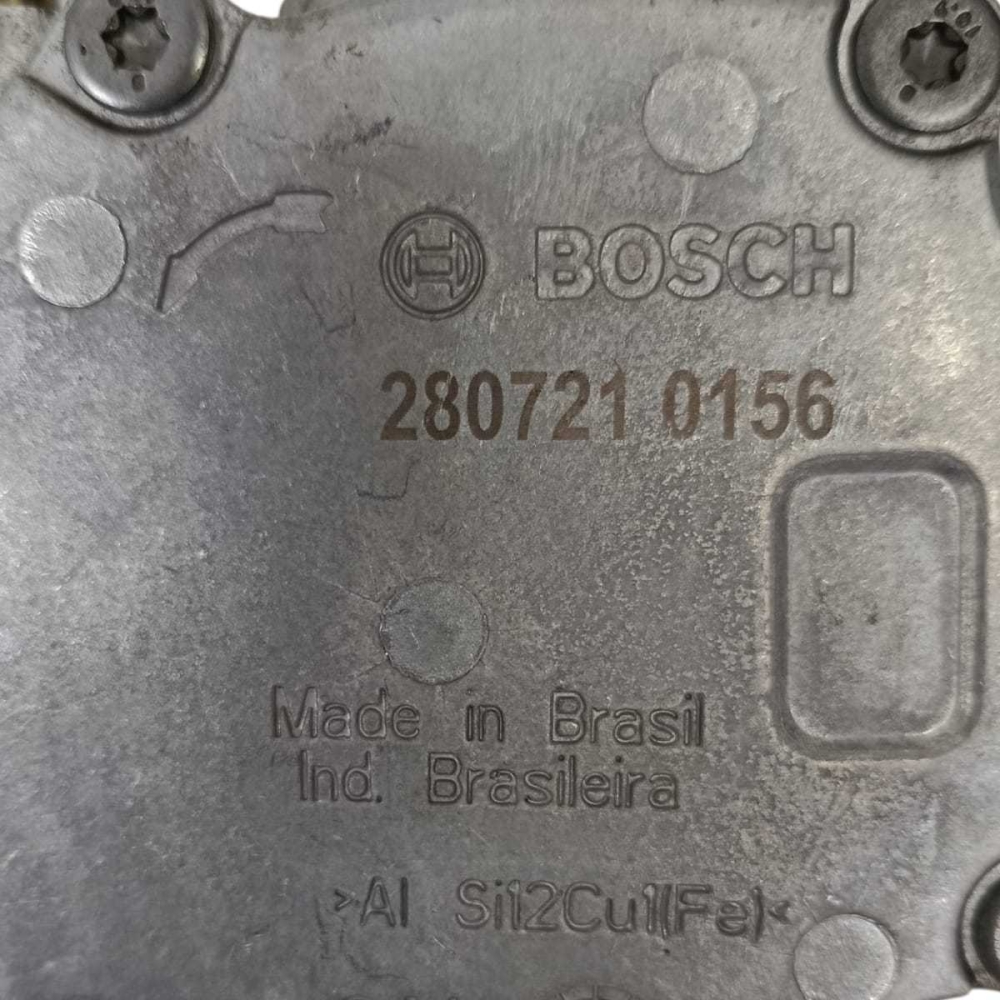 BOSCH
280721 0156
Made in Brasil
Ind. Brasileira
>Al Si12Cu1(Fe)<